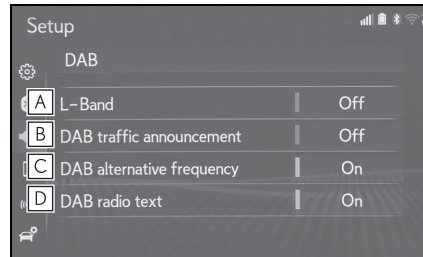 Setup
DAB
A L-Band Off
B DAB traffic announcement Off
C DAB alternative frequency On
D DAB radio text On